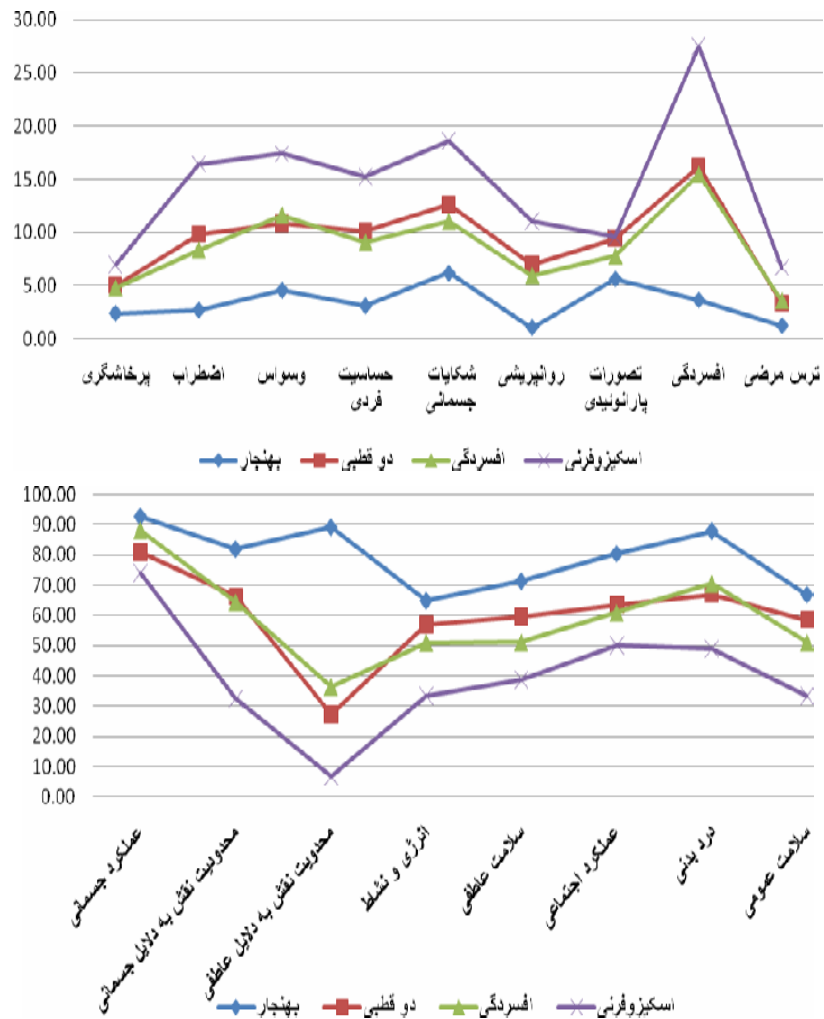 30.00
25.00
20.00
15.00
10.00
5.00
0.00
پرخاشگری
اضطراب
وسواس
حساسیت
فردی
شکایات
جسمانی
روانپریشی
تصورات
پارانوئیدی
افسردگی
ترس مرضی
بهنجار
دو قطبی
افسردگی
اسکیزوفرنی
100.00
90.00
80.00
70.00
60.00
50.00
40.00
30.00
20.00
10.00
0.00
عملکرد جسمانی
محدودیت نقش به دلایل جسمانی
محدویت نقش به دلایل عاطفی
انرژی و نشاط
سلامت عاطفی
عملکرد اجتماعی
درد بدنی
سلامت عمومی
بهنجار
دو قطبی
افسردگی
اسکیزوفرنی